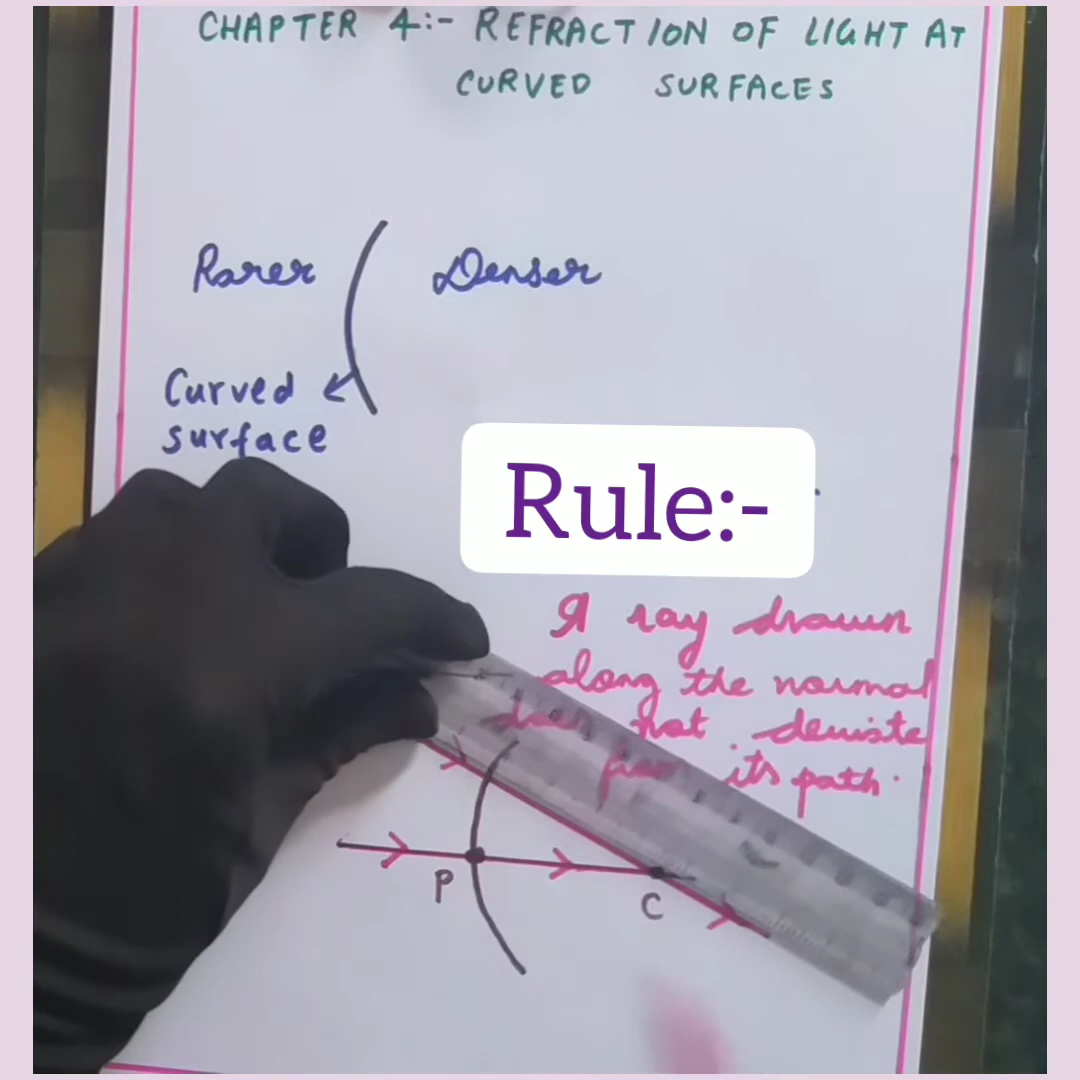 CHAPTER 4:- REFRACTION OF LIGHT AT
CURVED SURFACES
Rarer
Denser
Curved
surface
Rule:-
A ray drawn
along the normal
does not deviate
from its path.
P
C